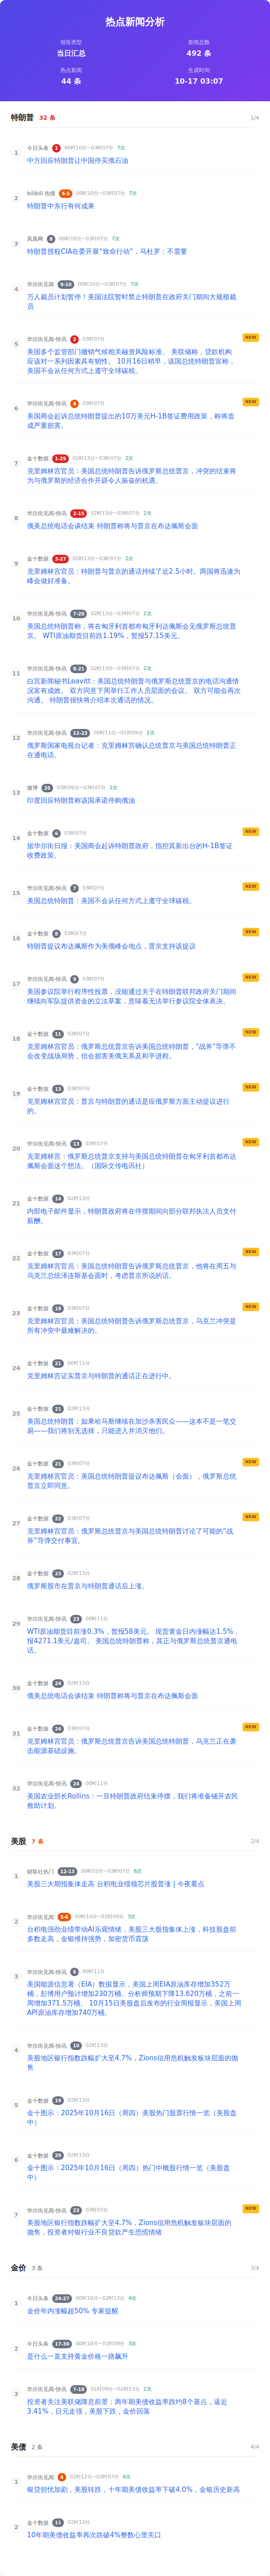 热点新闻分析
报告类型
新闻总数
当日汇总
492 条
热点新闻
生成时间
44 条
10-17 03:07
特朗普 32 条 1/4
1
今日头条 1 00时10分~03时07分 7次
中方回应特朗普让中国停买俄石油
2
bilibili 热搜 4-5 00时10分~03时07分 7次
特朗普中东行有何成果
3
凤凰网 8 00时10分~03时07分 7次
特朗普授权CIA在委开展“致命行动”，马杜罗：不需要
4
华尔街见闻 9-10 00时10分~03时07分 7次
万人裁员计划暂停！美国法院暂时禁止特朗普在政府关门期间大规模裁
员
5
华尔街见闻-快讯 2 03时07分 NEW
美国多个监管部门撤销气候相关融资风险标准。 美联储称，贷款机构
应该对一系列因素具有韧性。 10月16日稍早，该国总统特朗普宣称，
美国不会从任何方式上遵守全球碳税。
6
华尔街见闻-快讯 4 03时07分 NEW
美国商会起诉总统特朗普提出的10万美元H-1B签证费用政策，称将造
成严重损害。
7
金十数据 1-25 02时13分~03时07分 2次
克里姆林宫官员：美国总统特朗普告诉俄罗斯总统普京，冲突的结束将
为与俄罗斯的经济合作开辟令人振奋的机遇。
8
华尔街见闻-快讯 2-15 02时13分~03时07分 2次
俄美总统电话会谈结束 特朗普称将与普京在布达佩斯会面
9
金十数据 3-27 02时13分~03时07分 2次
克里姆林宫官员：特朗普与普京的通话持续了近2.5小时。两国将迅速为
峰会做好准备。
10
华尔街见闻-快讯 7-20 02时13分~03时07分 2次
美国总统特朗普称，将在匈牙利首都布达佩斯会见俄罗斯总统普
京。 WTI原油期货目前跌1.19%，暂报57.15美元。
11
华尔街见闻-快讯 8-21 02时13分~03时07分 2次
白宫新闻秘书Leavitt：美国总统特朗普与俄罗斯总统普京的电话沟通情
况富有成效。 双方同意下周举行工作人员层面的会议。 双方可能会再次
沟通。 特朗普很快将介绍本次通话的情况。
12
华尔街见闻-快讯 12-23 00时11分~01时09分 2次
俄罗斯国家电视台记者：克里姆林宫确认总统普京与美国总统特朗普正
在通电话。
13
微博 26 03时06分~03时07分 2次
印度回应特朗普称该国承诺停购俄油
14
金十数据 6 03时07分 NEW
据华尔街日报：美国商会起诉特朗普政府，指控其新出台的H-1B签证
收费政策。
15
华尔街见闻-快讯 7 03时07分 NEW
美国总统特朗普：美国不会从任何方式上遵守全球碳税。
16
金十数据 8 03时07分 NEW
特朗普提议布达佩斯作为美俄峰会地点，普京支持该提议
17
华尔街见闻-快讯 9 03时07分 NEW
美国参议院举行程序性投票，没能通过关于在特朗普联邦政府关门期间
继续向军队提供资金的立法草案，意味着无法举行参议院全体表决。
18
金十数据 11 03时07分 NEW
克里姆林宫官员：俄罗斯总统普京告诉美国总统特朗普，“战斧”导弹不
会改变战场局势，但会损害美俄关系及和平进程。
19
金十数据 13 03时07分 NEW
克里姆林宫官员：普京与特朗普的通话是应俄罗斯方面主动提议进行
的。
20
华尔街见闻-快讯 13 03时07分 NEW
克里姆林宫：俄罗斯总统普京支持与美国总统特朗普在匈牙利首都布达
佩斯会面这个想法。（国际文传电讯社）
21
金十数据 14 02时13分
内部电子邮件显示，特朗普政府将在停摆期间向部分联邦执法人员支付
薪酬。
22
金十数据 17 03时07分 NEW
克里姆林宫官员：美国总统特朗普告诉俄罗斯总统普京，他将在周五与
乌克兰总统泽连斯基会面时，考虑普京所说的话。
23
金十数据 18 03时07分 NEW
克里姆林宫官员：美国总统特朗普告诉俄罗斯总统普京，乌克兰冲突是
所有冲突中最难解决的。
24
金十数据 21 00时11分
克里姆林宫证实普京与特朗普的通话正在进行中。
25
金十数据 21 02时13分
美国总统特朗普：如果哈马斯继续在加沙杀害民众——这本不是一笔交
易——我们将别无选择，只能进入并消灭他们。
26
金十数据 21 03时07分 NEW
克里姆林宫官员：美国总统特朗普提议布达佩斯（会面），俄罗斯总统
普京立即同意。
27
金十数据 22 03时07分 NEW
克里姆林宫官员：俄罗斯总统普京与美国总统特朗普讨论了可能的“战
斧”导弹交付事宜。
28
金十数据 23 02时13分
俄罗斯股市在普京与特朗普通话后上涨。
29
华尔街见闻-快讯 23 00时11分
WTI原油期货目前涨0.3%，暂报58美元。 现货黄金日内涨幅达1.5%，
报4271.1美元/盎司。 美国总统特朗普称，其正与俄罗斯总统普京通电
话。
30
金十数据 24 02时13分
俄美总统电话会谈结束 特朗普称将与普京在布达佩斯会面
31
金十数据 24 03时07分 NEW
克里姆林宫官员：俄罗斯总统普京告诉美国总统特朗普，乌克兰正在袭
击能源基础设施。
32
华尔街见闻-快讯 24 00时11分
美国农业部长Rollins：一旦特朗普政府结束停摆，我们将准备铺开农民
救助计划。
美股 7 条 2/4
1
财联社热门 12-13 00时10分~03时07分 6次
美股三大期指集体走高 台积电业绩领芯片股普涨 | 今夜看点
2
华尔街见闻 5-6 00时10分~01时09分 3次
台积电强劲业绩带动AI乐观情绪，美股三大股指集体上涨，科技股盘前
多数走高，金银维持强势，加密货币震荡
3
华尔街见闻-快讯 6 00时11分
美国能源信息署（EIA）数据显示，美国上周EIA原油库存增加352万
桶，彭博用户预计增加230万桶、分析师预期下降13.620万桶，之前一
周增加371.5万桶。 10月15日美股盘后发布的行业周报显示，美国上周
API原油库存增加740万桶。
4
华尔街见闻-快讯 10 02时13分
美股地区银行指数跌幅扩大至4.7%，Zions信用危机触发板块层面的抛
售
5
金十数据 19 02时13分
金十图示：2025年10月16日（周四）美股热门股票行情一览（美股盘
中）
6
金十数据 20 02时13分
金十图示：2025年10月16日（周四）热门中概股行情一览（美股盘
中）
7
华尔街见闻-快讯 23 03时07分 NEW
美股地区银行指数跌幅扩大至4.7%，Zions信用危机触发板块层面的
抛售，投资者对银行业不良贷款产生恐慌情绪
金价 3 条 3/4
1
今日头条 24-27 00时10分~02时13分 4次
金价年内涨幅超50% 专家提醒
2
今日头条 17-30 00时10分~01时09分 3次
是什么一直支持黄金价格一路飙升
3
华尔街见闻-快讯 7-18 01时09分~02时13分 2次
投资者关注美联储降息前景：两年期美债收益率跌约8个基点，逼近
3.41%，日元走强，美股下跌，金价回落
美债 2 条 4/4
1
华尔街见闻 4 02时12分~03时07分 4次
银贷担忧加剧，美股转跌，十年期美债收益率下破4.0%，金银历史新高
2
金十数据 11 02时13分
10年期美债收益率再次跌破4%整数心里关口